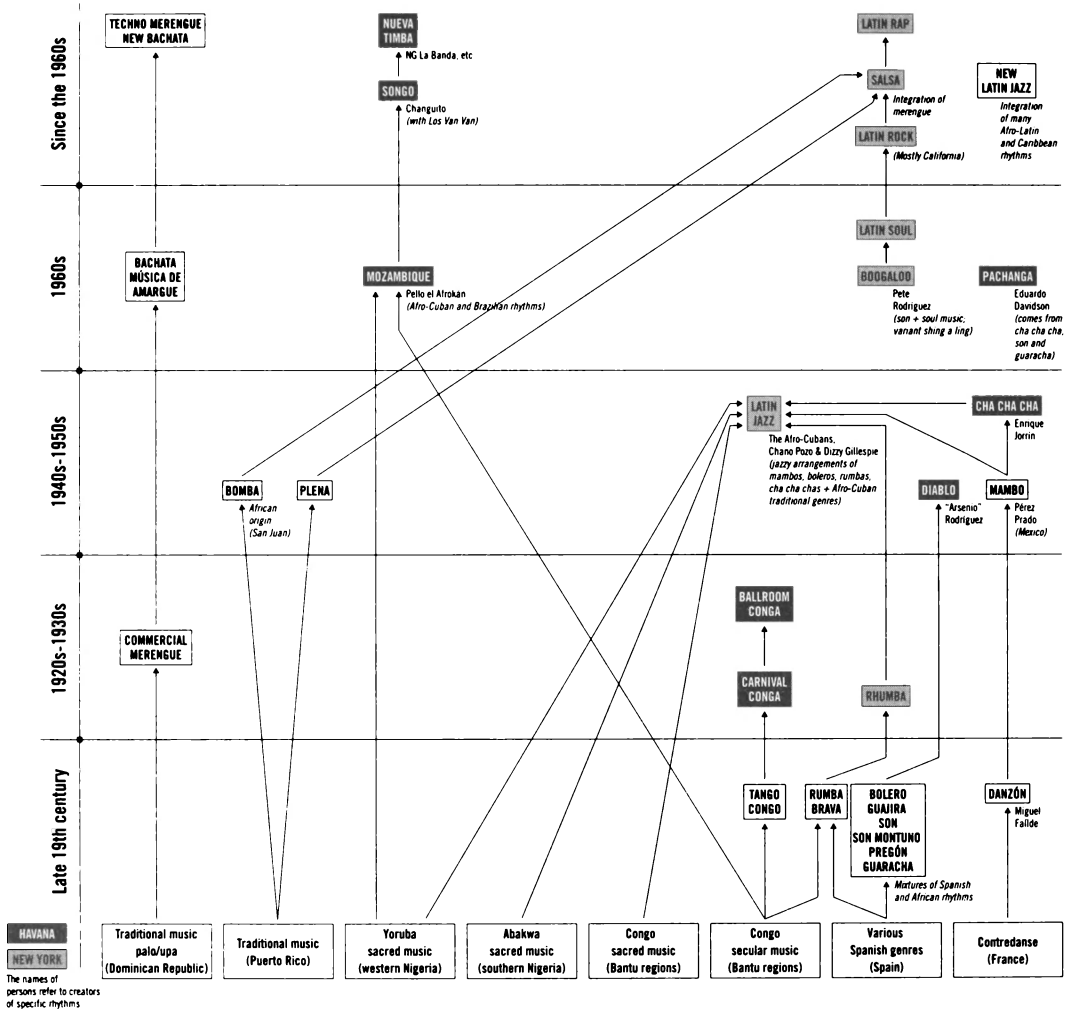 Since the 1960s
TECHNO MERENGUE
NEW BACHATA
NUEVA
TIMBA
NG La Banda, etc
SONGO
Changuito
(with Los Van Van)
LATIN RAP
SALSA
Integration of
merengue
LATIN ROCK
(Mostly California)
NEW
LATIN JAZZ
Integration
of many
Afro-Latin
and Caribbean
rhythms
1960s
BACHATA
MÚSICA DE
AMARGUE
MOZAMBIQUE
Pello el Afrokán
(Afro-Cuban and Brazilian rhythms)
LATIN SOUL
BOOGALOO
Pete
Rodríguez
(son + soul music;
variant shing a ling)
PACHANGA
Eduardo
Davidson
(comes from
cha cha cha,
son and
guaracha)
1940s-1950s
BOMBA
African
origin
(San Juan)
PLENA
LATIN
JAZZ
The Afro-Cubans,
Chano Pozo & Dizzy Gillespie
(jazzy arrangements of
mambos, boleros, rumbas,
cha cha chas + Afro-Cuban
traditional genres)
CHA CHA CHA
Enrique
Jorrín
DIABLO
"Arsenio"
Rodríguez
MAMBO
Pérez
Prado
(Mexico)
1920s-1930s
COMMERCIAL
MERENGUE
BALLROOM
CONGA
CARNIVAL
CONGA
RHUMBA
Late 19th century
TANGO
CONGO
RUMBA
BRAVA
BOLERO
GUAJIRA
SON
SON MONTUNO
PREGÓN
GUARACHA
Mixtures of Spanish
and African rhythms
DANZÓN
Miguel
Faílde
HAVANA
NEW YORK
The names of
persons refer to creators
of specific rhythms
Traditional music
palo/upa
(Dominican Republic)
Traditional music
(Puerto Rico)
Yoruba
sacred music
(western Nigeria)
Abakwa
sacred music
(southern Nigeria)
Congo
sacred music
(Bantu regions)
Congo
secular music
(Bantu regions)
Various
Spanish genres
(Spain)
Contredanse
(France)